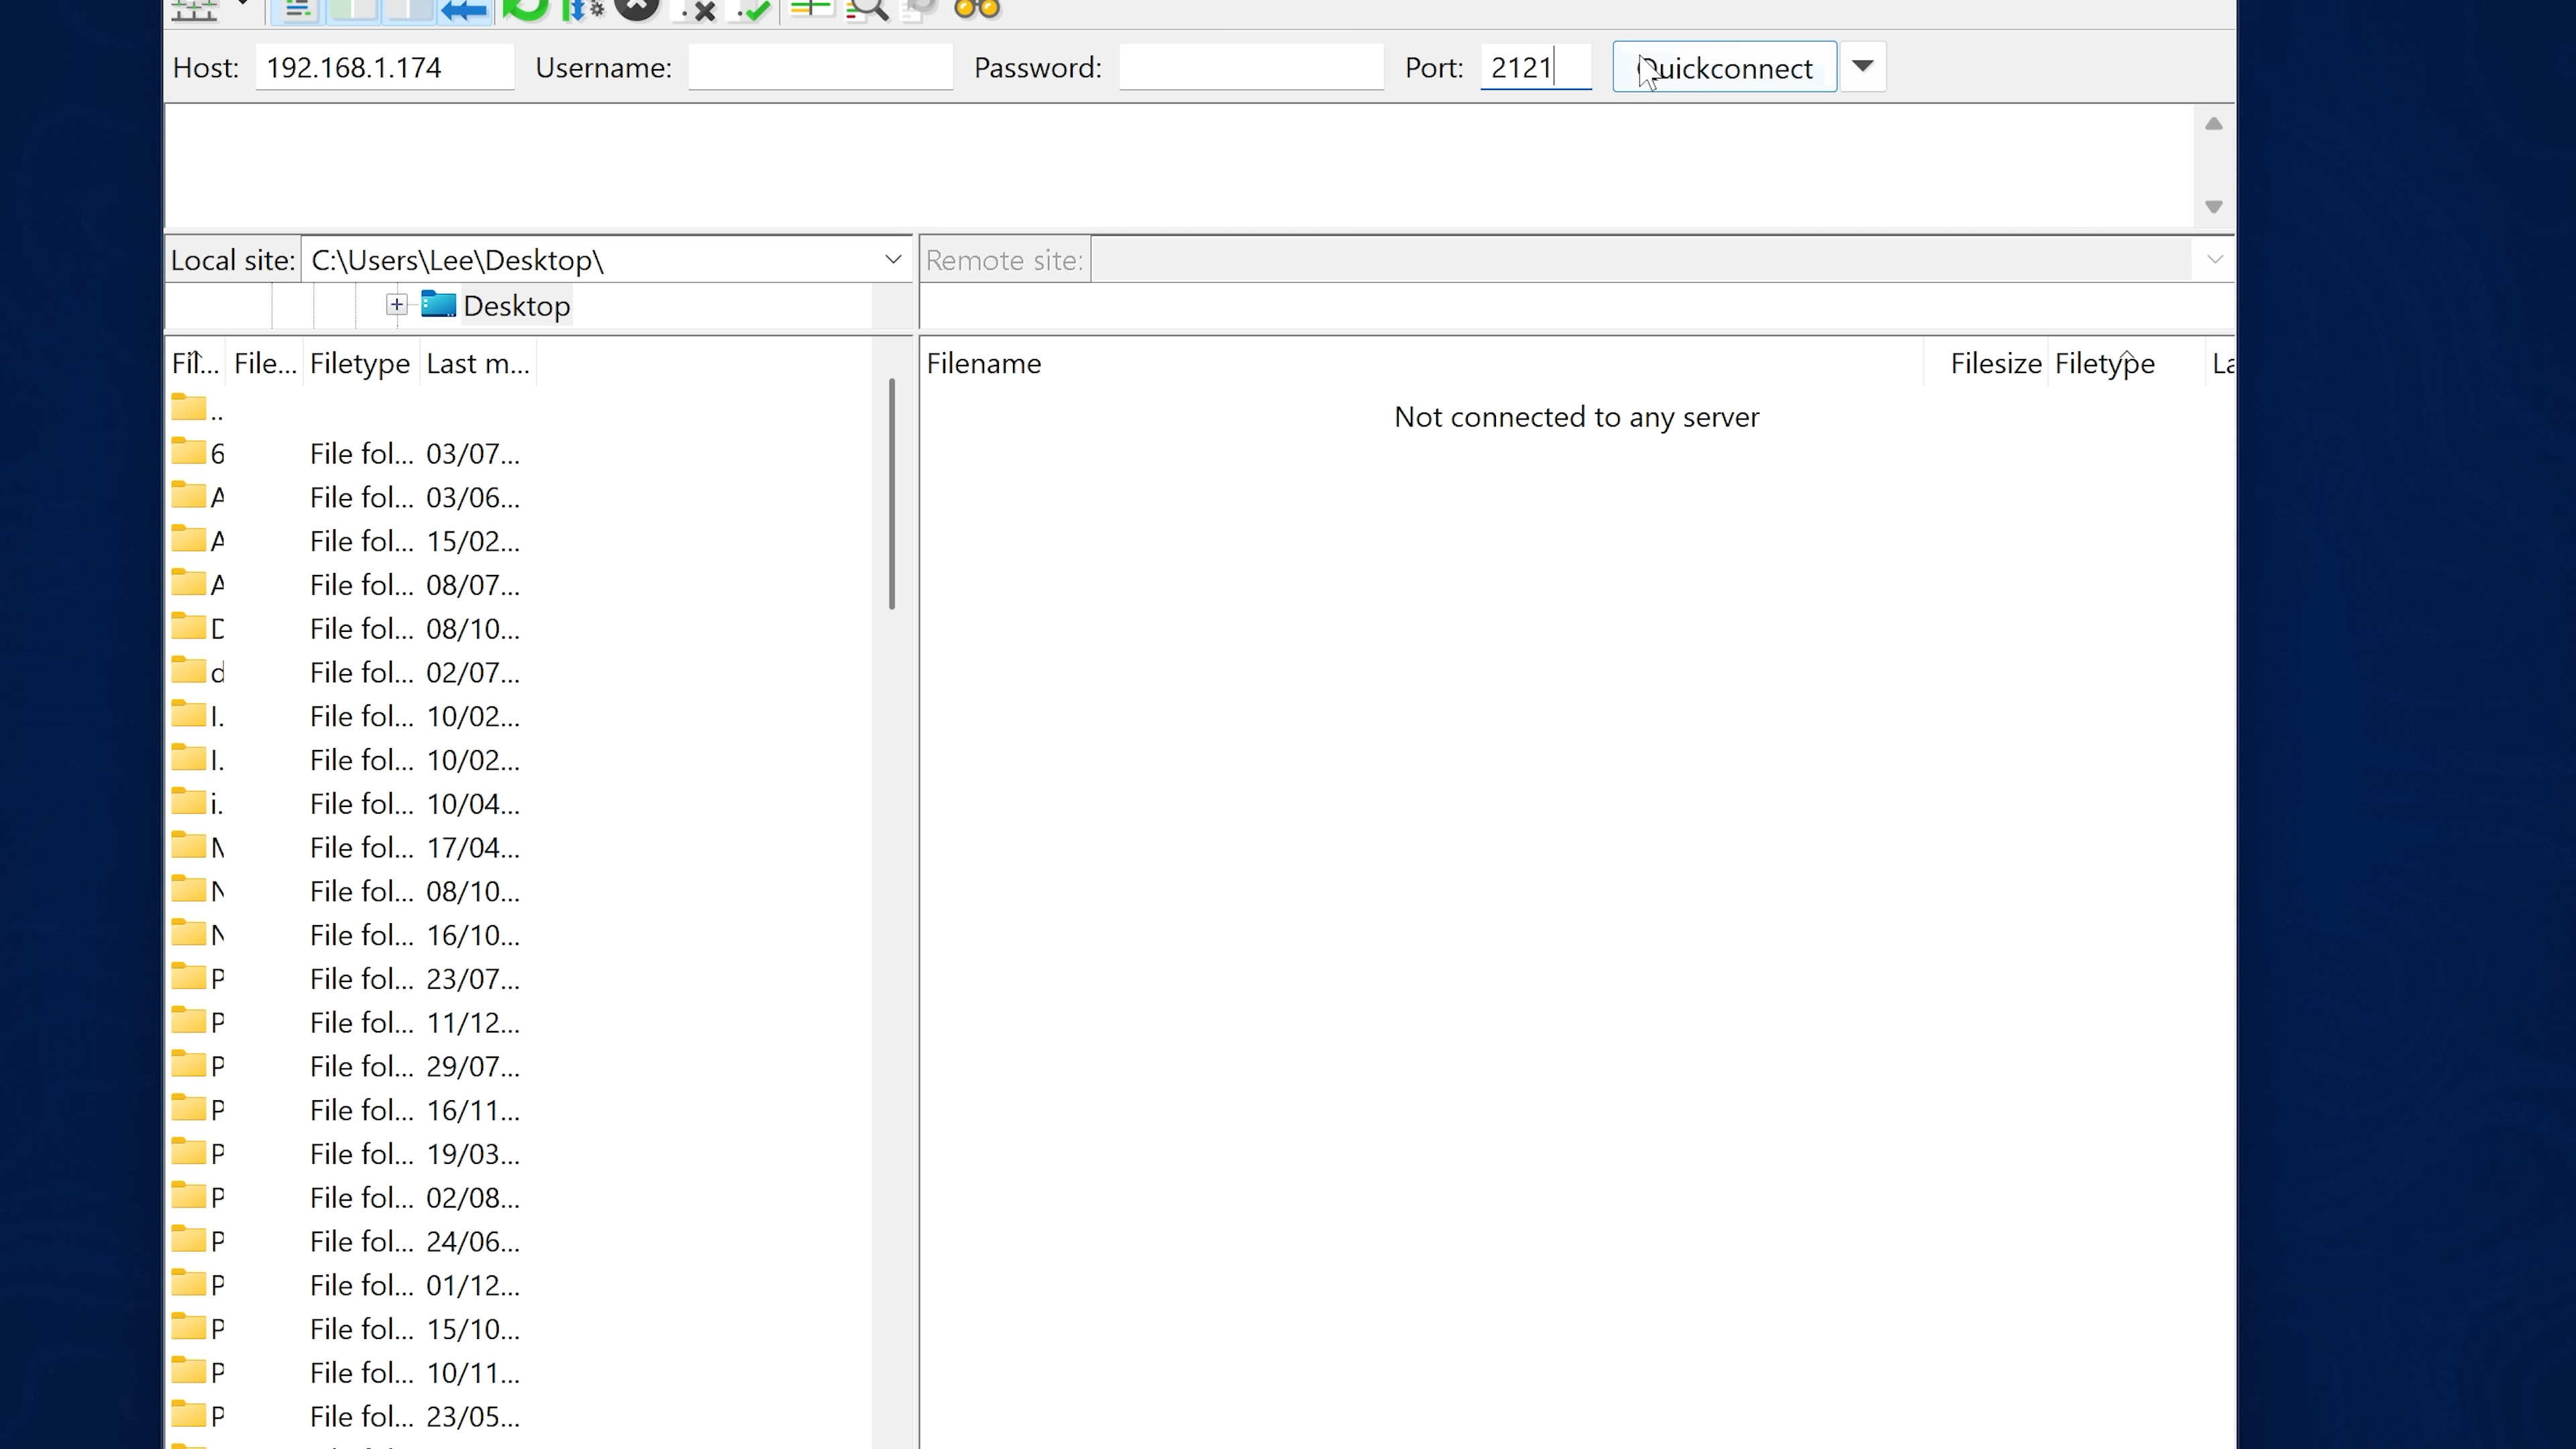 Host: 192.168.1.174 Username: Password: Port: 2121 Quickconnect
Local site: C:\Users\Lee\Desktop\ Remote site:
Desktop
Fil... File... Filetype Last m... Filename Filesize Filetype La
..
Not connected to any server
6 File fol... 03/07...
A File fol... 03/06...
A File fol... 15/02...
A File fol... 08/07...
D File fol... 08/10...
d File fol... 02/07...
I. File fol... 10/02...
I. File fol... 10/02...
i. File fol... 10/04...
M File fol... 17/04...
N File fol... 08/10...
N File fol... 16/10...
P File fol... 23/07...
P File fol... 11/12...
P File fol... 29/07...
P File fol... 16/11...
P File fol... 19/03...
P File fol... 02/08...
P File fol... 24/06...
P File fol... 01/12...
P File fol... 15/10...
P File fol... 10/11...
P File fol... 23/05...